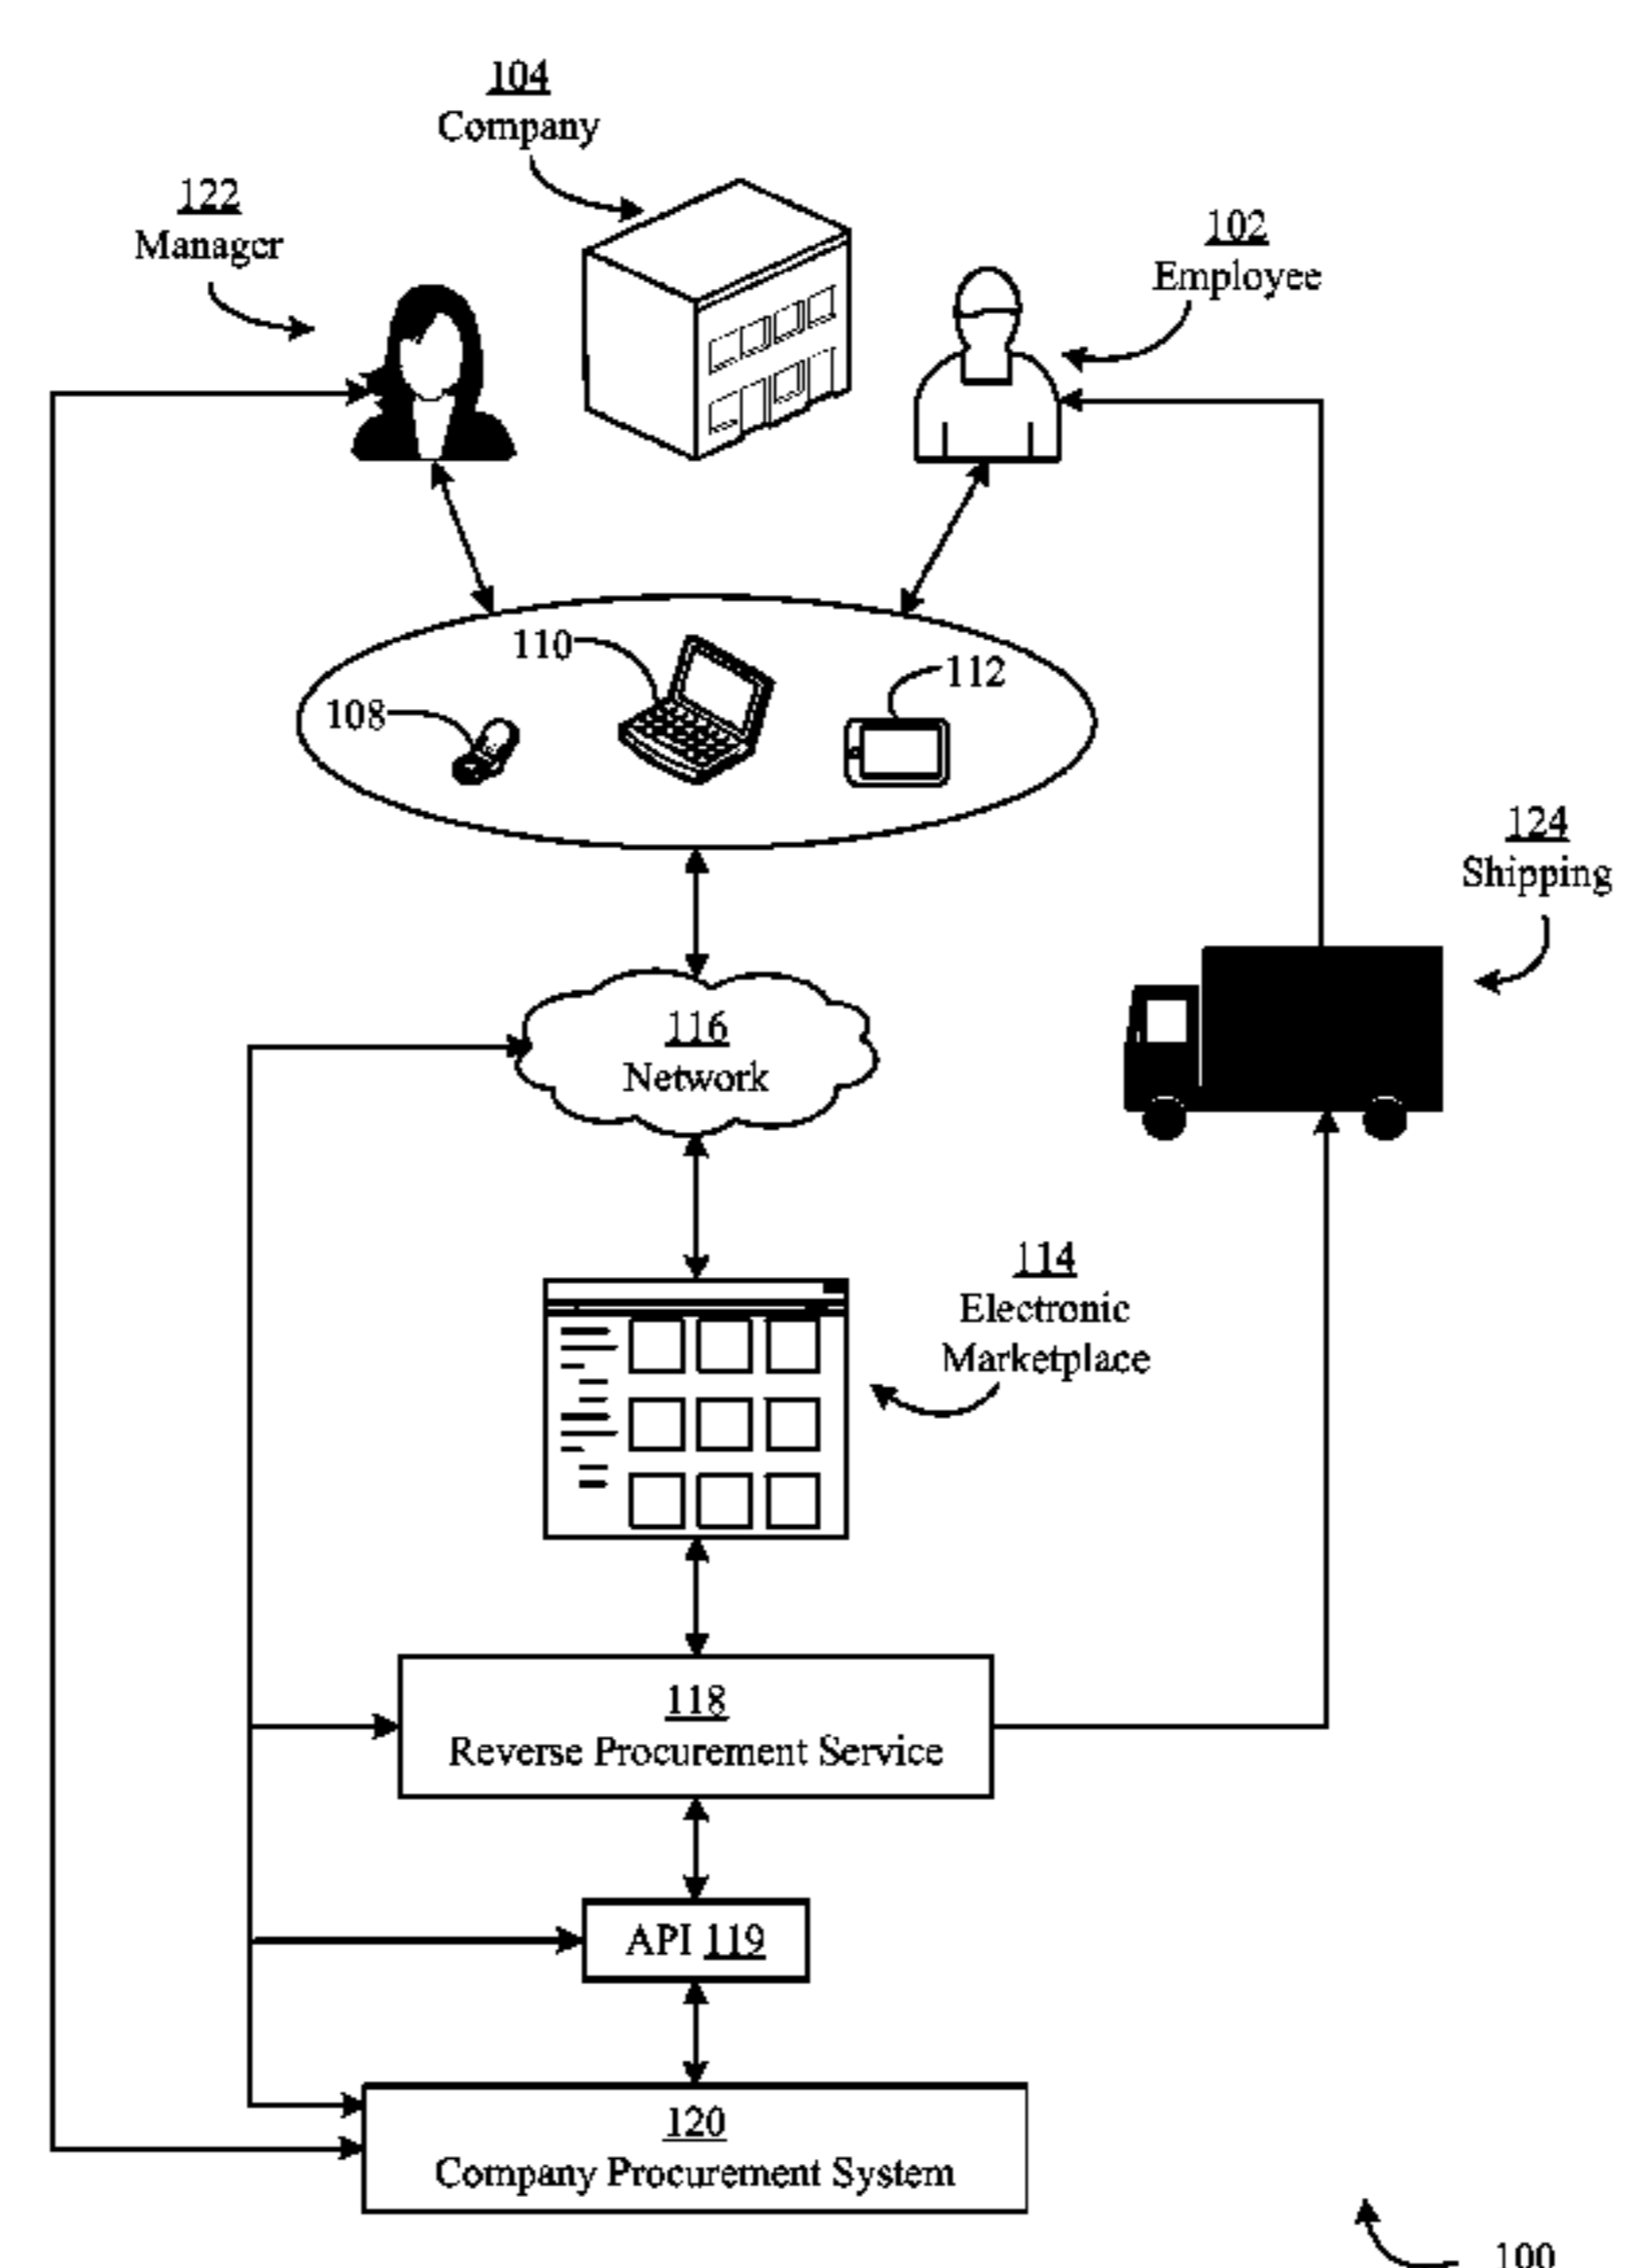 104
Company
122
Manager
102
Employee
110
112
108
124
Shipping
116
Network
114
Electronic
Marketplace
118
Reverse Procurement Service
API 119
120
Company Procurement System
100